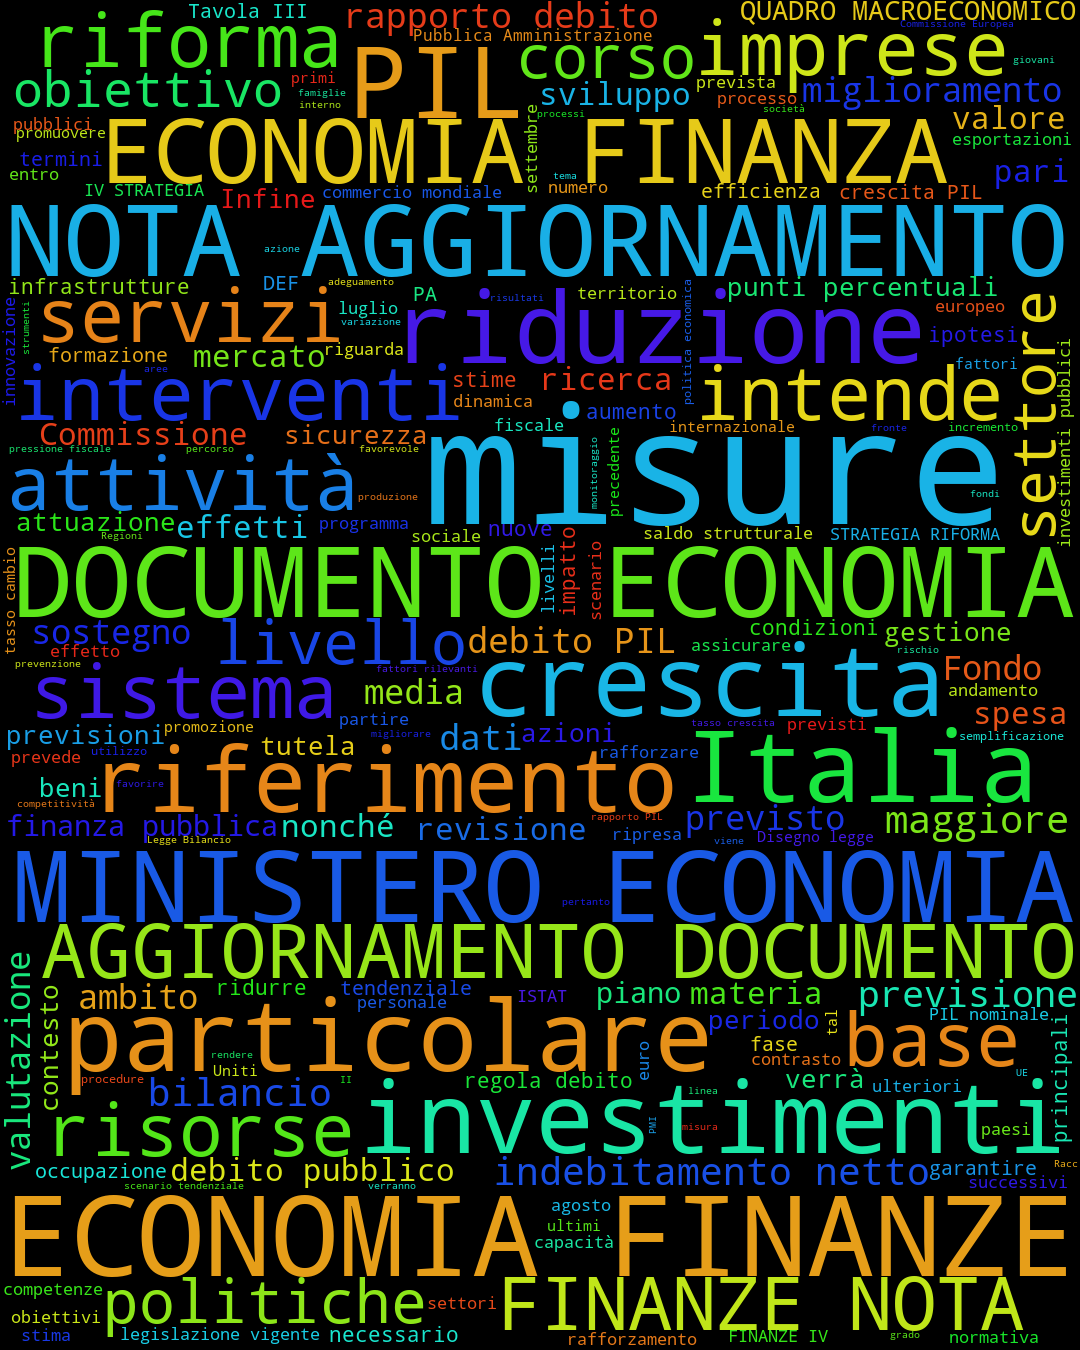 Tavola III
rapporto debito
QUADRO MACROECONOMICO
riforma
PIL
Pubblica Amministrazione
corso
imprese
Commissione Europea
giovani
obiettivo
primi
famiglie
interno
sviluppo
prevista
processo
società
miglioramento
pubblici
promuovere
ECONOMIA FINANZA
settembre
processi
valore
esportazioni
termini
entro
tema
numero
pari
IV STRATEGIA
Infine
commercio mondiale
efficienza
crescita PIL
NOTA AGGIORNAMENTO
azione
infrastrutture
DEF
adeguamento
PA
risultati
territorio
politica economica
punti percentuali
innovazione
strumenti
servizi
luglio
variazione
riduzione
europeo
ipotesi
settore
formazione
mercato
riguarda
fattori
aree
interventi
stime
dinamica
ricerca
aumento
intende
investimenti pubblici
Commissione
sicurezza
fiscale
internazionale
fronte
incremento
pressione fiscale
percorso
favorevole
misure
monitoraggio
precedente
attività
produzione
fondi
attuazione
Regioni
effetti
programma
sociale
nuove
saldo strutturale
STRATEGIA RIFORMA
tasso cambio
DOCUMENTO ECONOMIA
livelli
impatto
scenario
sostegno
effetto
livello
debito PIL
assicurare
condizioni
gestione
rischio
prevenzione
fattori rilevanti
sistema
media
crescita
Fondo
andamento
spesa
previsioni
promozione
partire
migliorare
dati
azioni
tasso crescita
previsti
semplificazione
prevede
utilizzo
tutela
rafforzare
Italia
beni
favorire
riferimento
competitività
finanza pubblica
Legge Bilancio
nonché
revisione
rapporto PIL
ripresa
previsto
viene
Disegno legge
maggiore
MINISTERO ECONOMIA
pertanto
AGGIORNAMENTO DOCUMENTO
valutazione
contesto
ambito
ridurre
tendenziale
personale
ISTAT
piano
materia
previsione
PIL nominale
particolare
periodo
tal
base
principali
rendere
Uniti
fase
contrasto
euro
procedure
bilancio
II
regola debito
linea
verrà
ulteriori
UE
risorse
investimenti
PMI
misura
paesi
occupazione
debito pubblico
scenario tendenziale
verranno
indebitamento netto
garantire
successivi
Racc
ECONOMIA FINANZE
agosto
ultimi
capacità
competenze
obiettivi
stima
politiche
settori
FINANZE NOTA
legislazione vigente
necessario
rafforzamento
FINANZE IV
grado
normativa